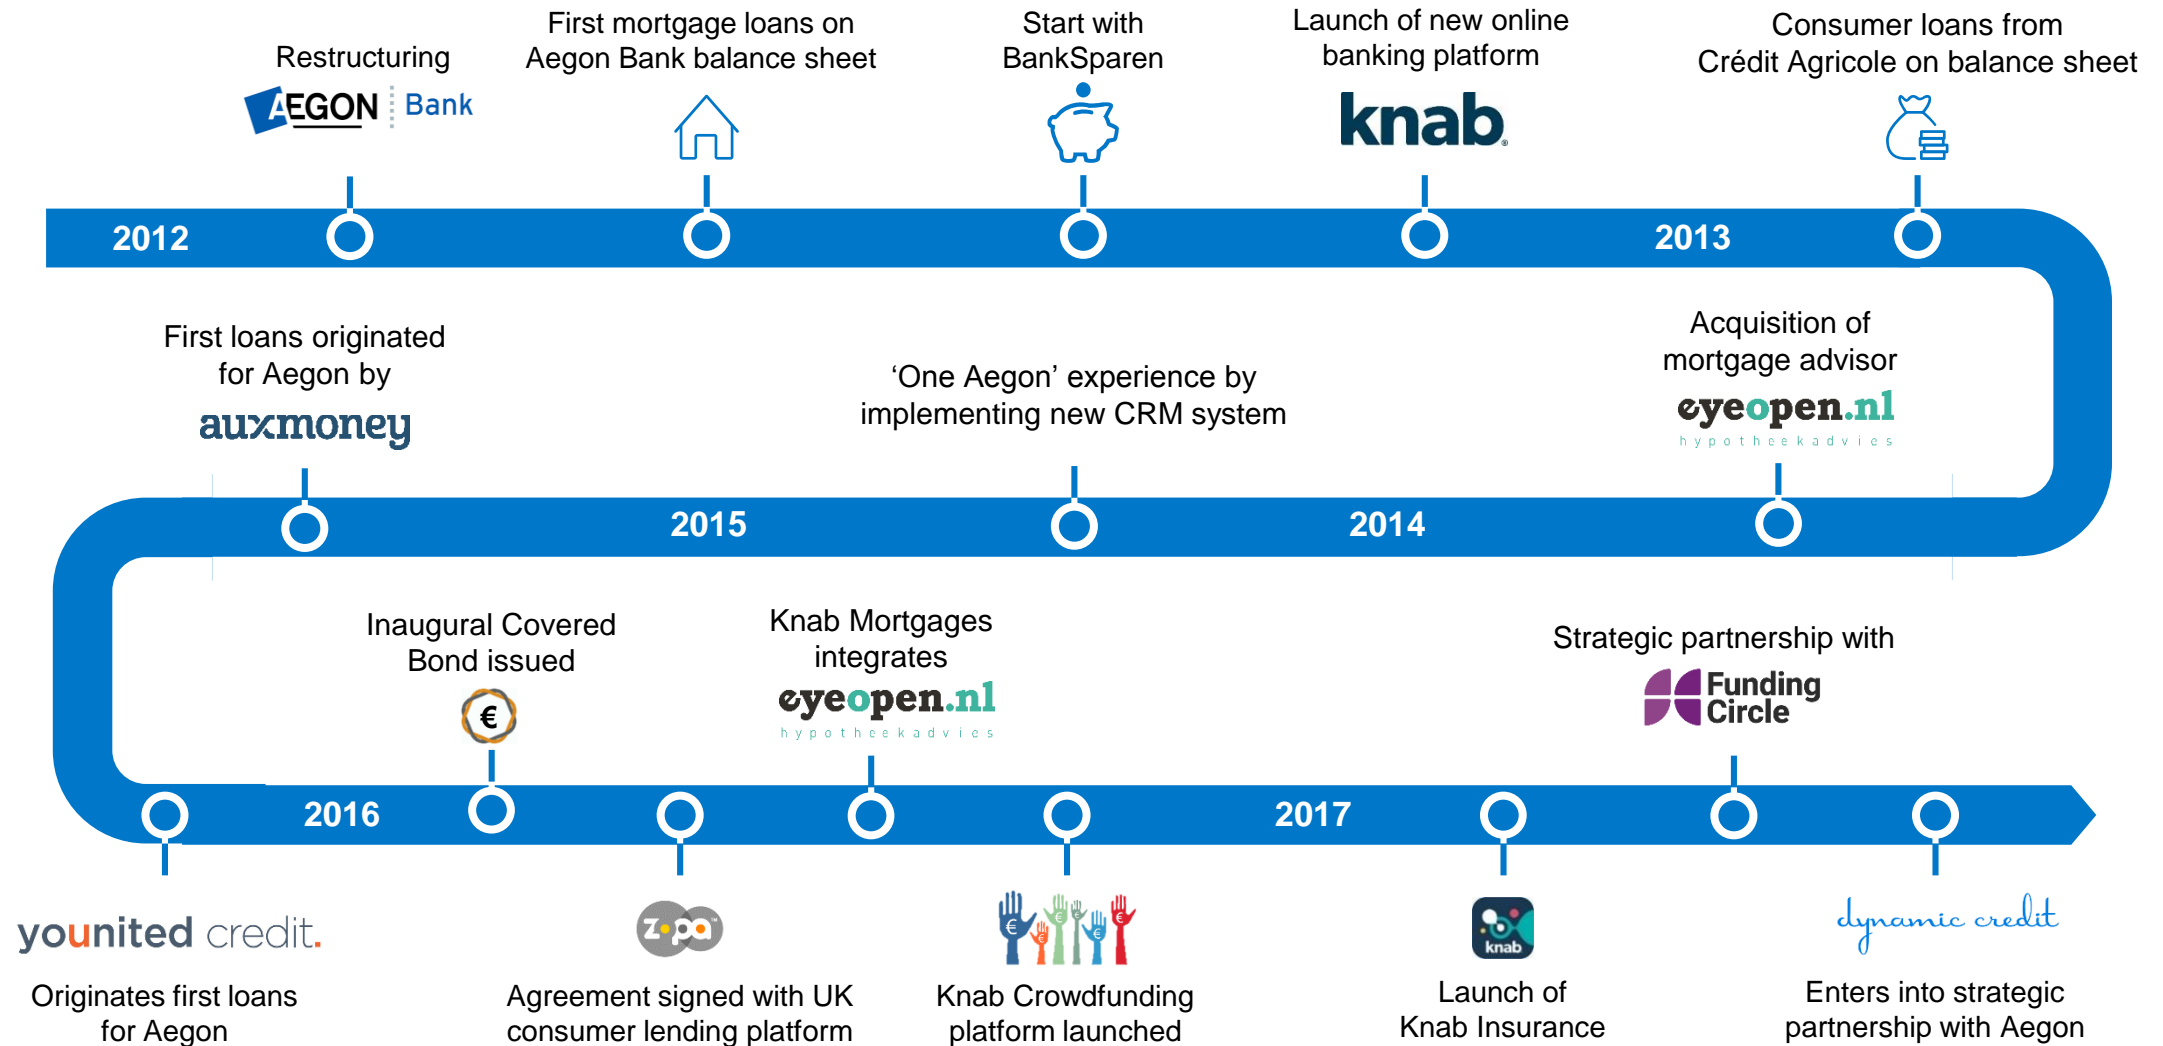 Restructuring
AEGON Bank
First mortgage loans on
Aegon Bank balance sheet
Start with
BankSparen
Launch of new online
banking platform
knab
Consumer loans from
Crédit Agricole on balance sheet
2012
2013
Acquisition of
mortgage advisor
eyeopen.nl
hypotheekadvies
'One Aegon' experience by
implementing new CRM system
First loans originated
for Aegon by
auxmoney
2015
2014
Inaugural Covered
Bond issued
€
Knab Mortgages
integrates
eyeopen.nl
hypotheekadvies
Strategic partnership with
Funding
Circle
2016
2017
younited credit.
Originates first loans
for Aegon
zopa
Agreement signed with UK
consumer lending platform
€ € € € €
Knab Crowdfunding
platform launched
knab
Launch of
Knab Insurance
dynamic credit
Enters into strategic
partnership with Aegon